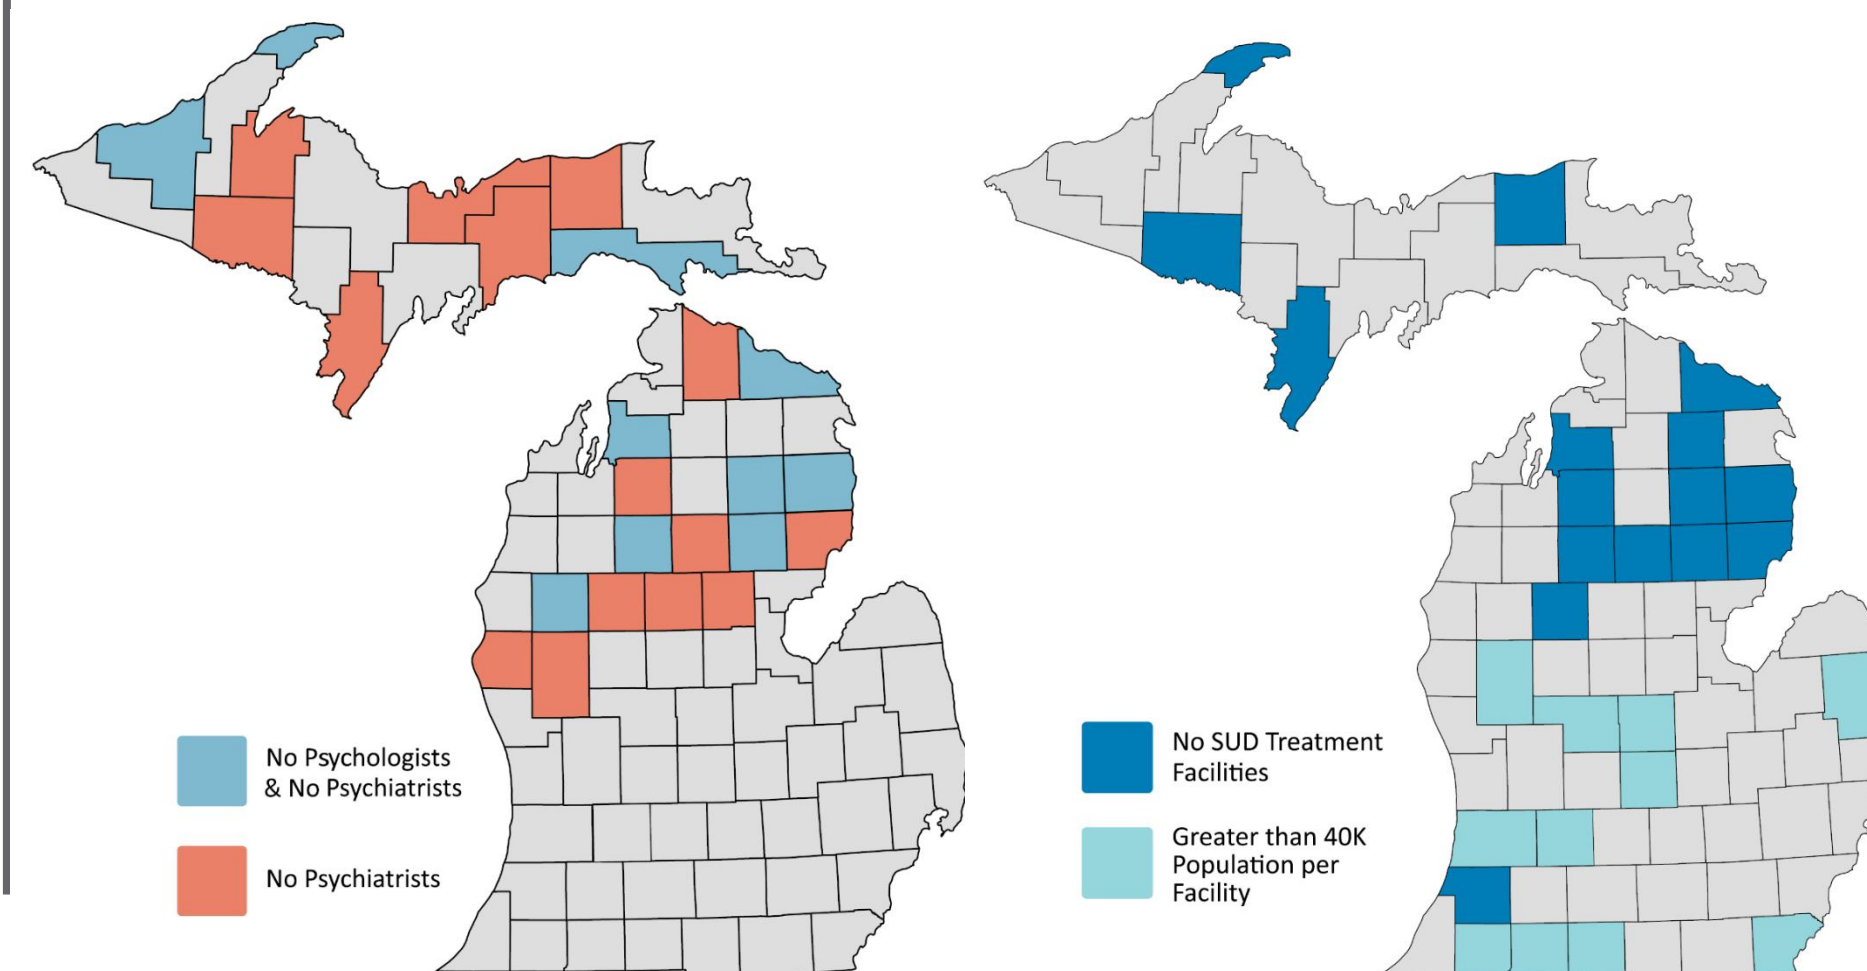 No Psychologists
& No Psychiatrists
No Psychiatrists
No SUD Treatment
Facilities
Greater than 40K
Population per
Facility